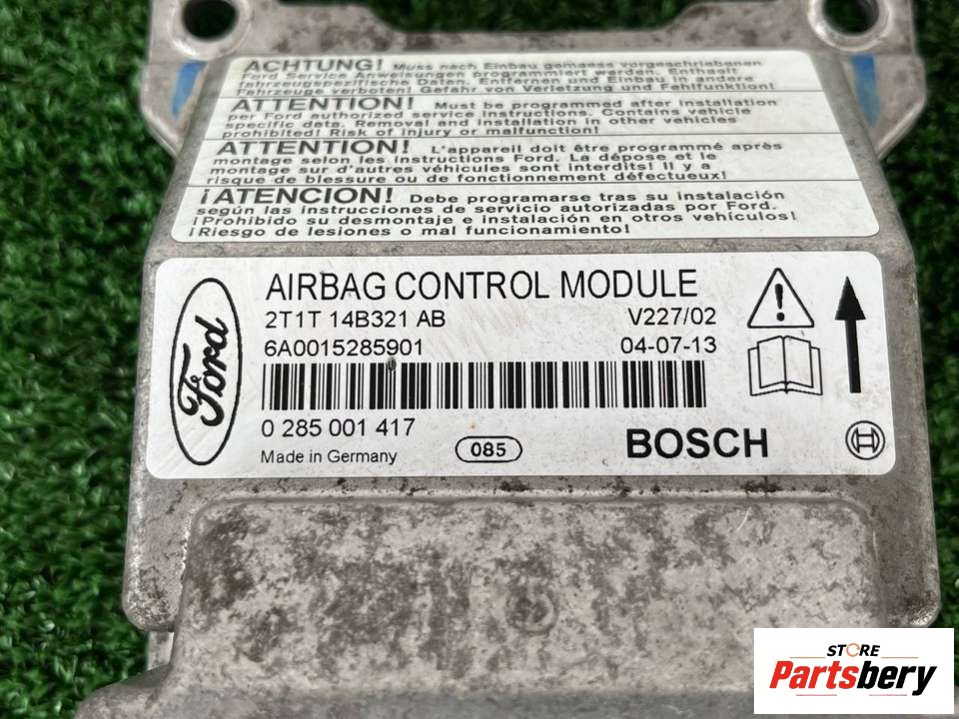 ACHTUNG! Muss nach Einbau gemaess vorgeschriebenen
Ford Service Anweisungen programmiert werden. Enthaelt
fahrzeugspezifische Daten. Entfernen und Einbau in andere
Fahrzeuge verboten! Gefahr von Verletzung und Fehlfunktion!
ATTENTION! Must be programmed after installation
per Ford authorized service instructions. Contains vehicle
specific data. Removal and installation in other vehicles
prohibited! Risk of injury or malfunction!
ATTENTION! L'appareil doit être programmé après
montage selon les instructions Ford. La dépose et le
montage sur d'autres véhicules sont interdits! Il y a
risque de blessure ou de fonctionnement défectueux!
¡ATENCION! Debe programarse tras su instalación
según las instrucciones de servicio autorizadas por Ford.
¡Prohibido su desmontaje e instalación en otros vehículos!
¡Riesgo de lesiones o mal funcionamiento!
Ford
AIRBAG CONTROL MODULE
2T1T 14B321 AB V227/02
6A0015285901 04-07-13
0 285 001 417
Made in Germany 085 BOSCH
STORE
Partsbery